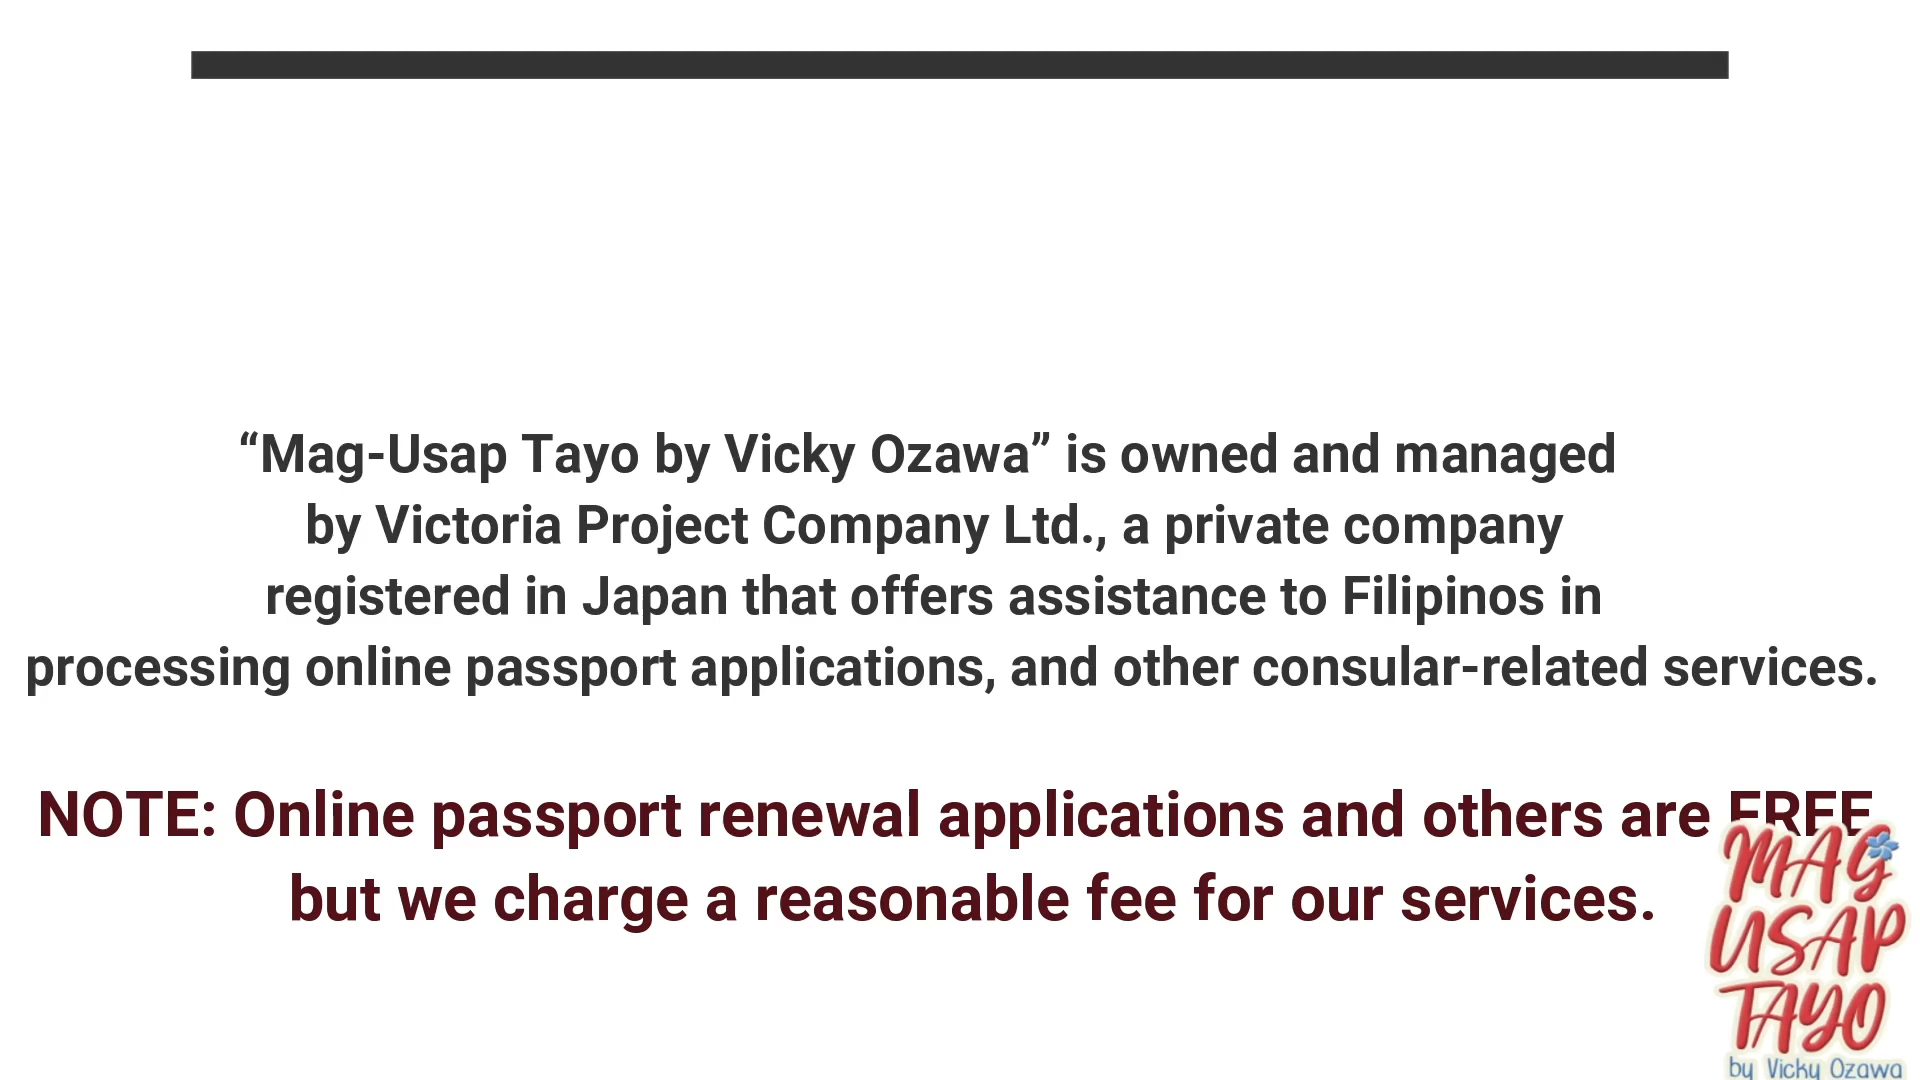 “Mag-Usap Tayo by Vicky Ozawa” is owned and managed
by Victoria Project Company Ltd., a private company
registered in Japan that offers assistance to Filipinos in
processing online passport applications, and other consular-related services.
NOTE: Online passport renewal applications and others are FREE
but we charge a reasonable fee for our services.
MAG
USAP
TAYO
by Vicky Ozawa